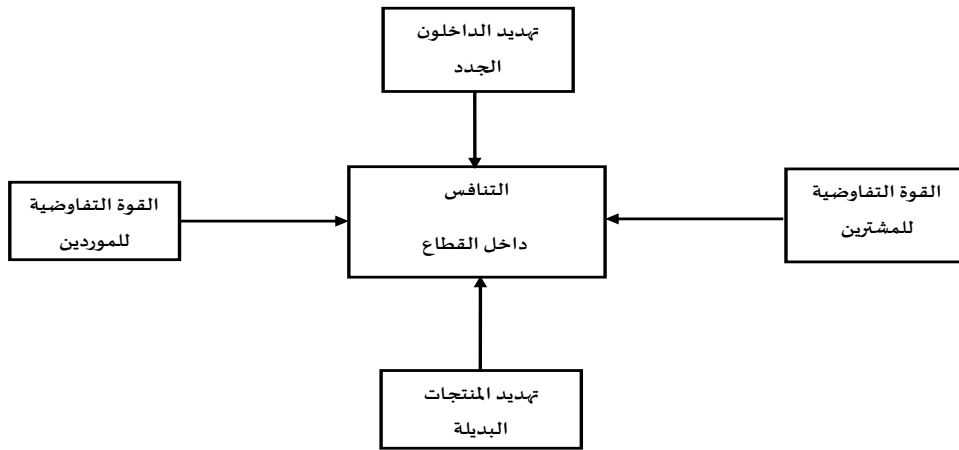 تهديد الداخلون
الجدد
القوة التفاوضية
للمشترين
التنافس
داخل القطاع
القوة التفاوضية
للموردين
تهديد المنتجات
البديلة